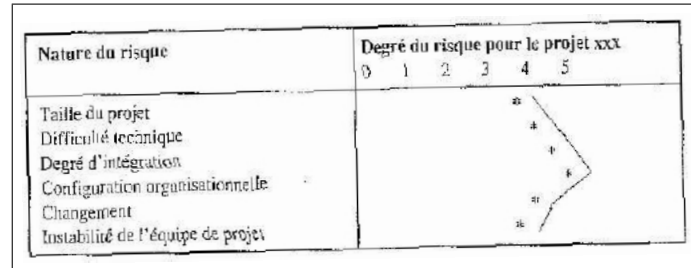 Nature du risque
Degré du risque pour le projet xxx
0 1 2 3 4 5
Taille du projet
Difficulté technique
Degré d'intégration
Configuration organisationnelle
Changement
Instabilité de l'équipe de projet
*
*
*
*
*
*